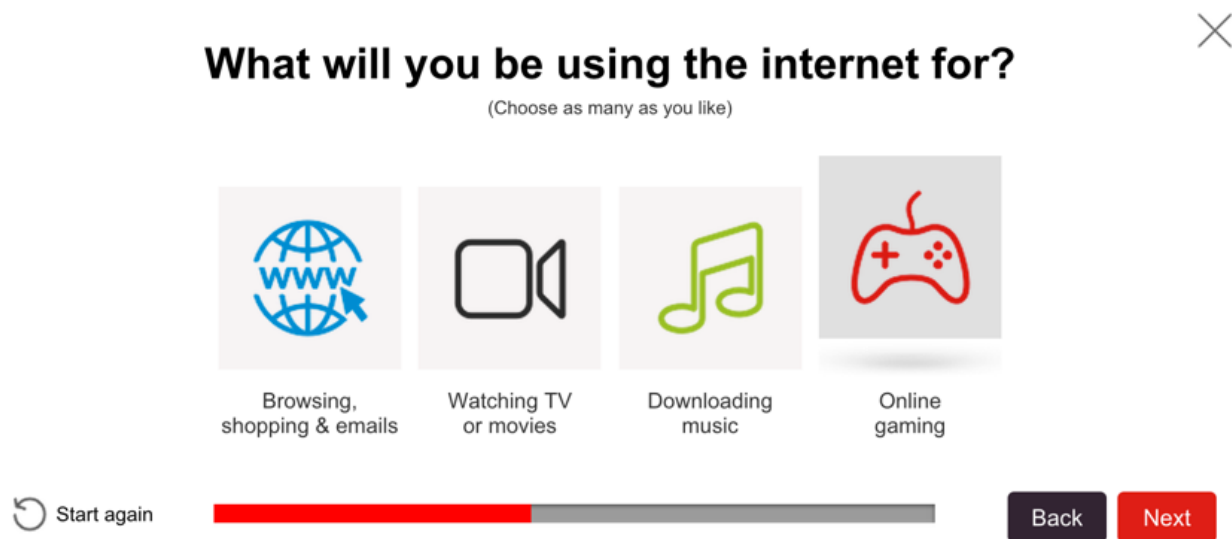 What will you be using the internet for?
(Choose as many as you like)
www
Browsing,
shopping & emails
Watching TV
or movies
Downloading
music
Online
gaming
Start again
Back
Next